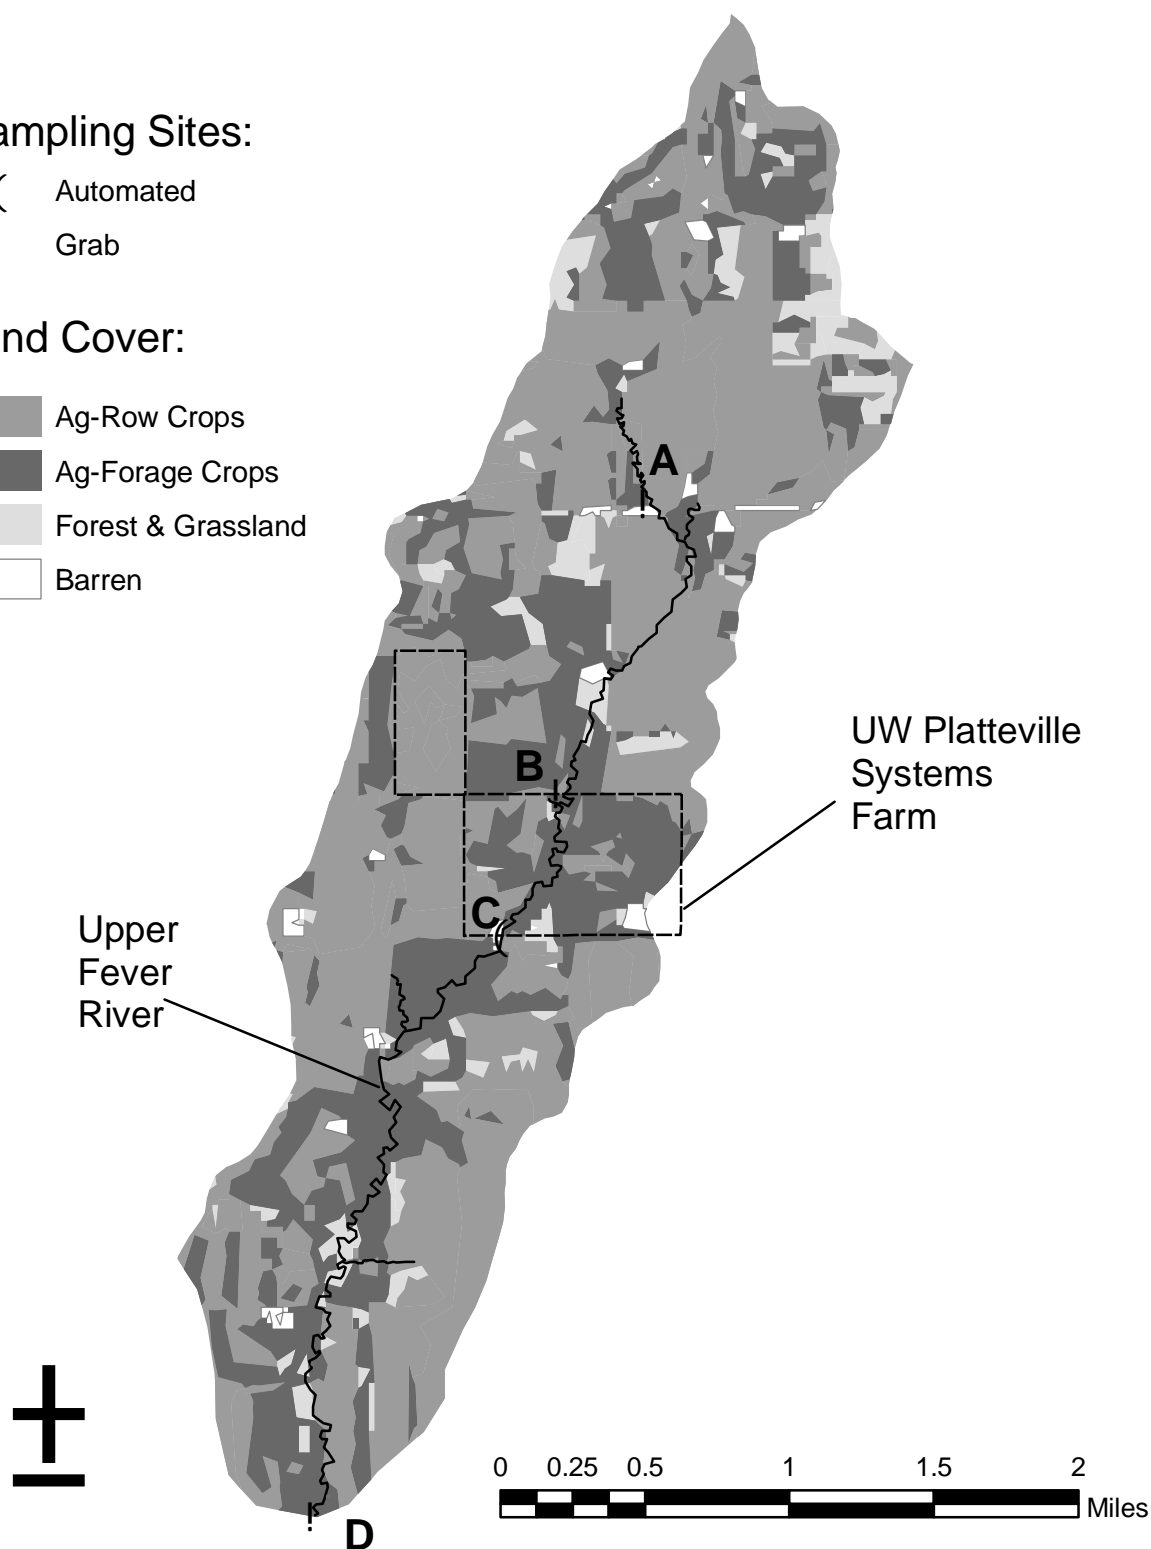 ampling Sites:
Automated
Grab
nd Cover:
Ag-Row Crops
Ag-Forage Crops
Forest & Grassland
Barren
A
B
C
D
UW Platteville
Systems
Farm
Upper
Fever
River
0 0.25 0.5 1 1.5 2
Miles